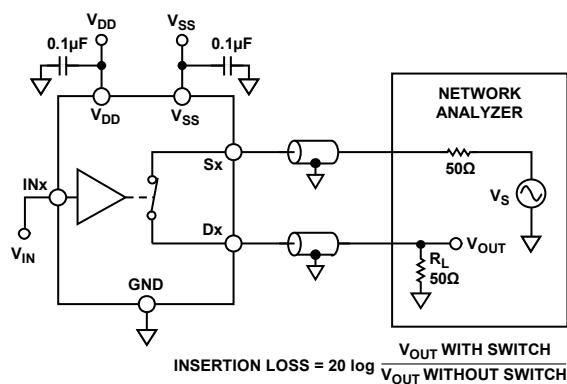 VDD
VSS
0.1µF
0.1µF
VDD
VSS
NETWORK
ANALYZER
Sx
50Ω
VS
INx
VIN
Dx
VOUT
RL
50Ω
GND
INSERTION LOSS = 20 log VOUT WITH SWITCH
VOUT WITHOUT SWITCH